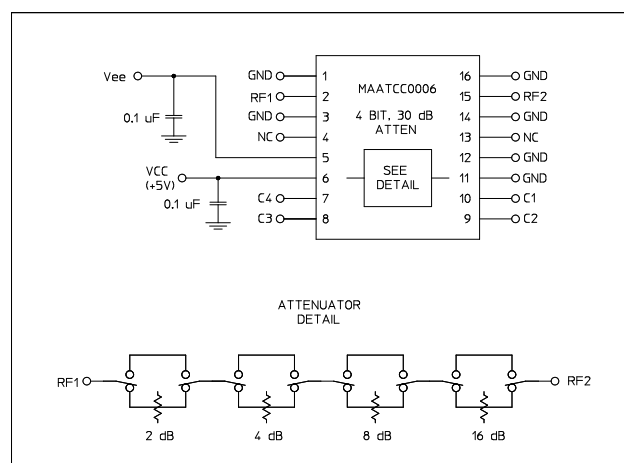 Vee
0.1 uF
VCC
(+5V)
0.1 uF
GND 1
RF1 2
GND 3
NC 4
5
6
C4 7
C3 8
MAATCC0006
4 BIT, 30 dB
ATTEN
SEE
DETAIL
16 GND
15 RF2
14 GND
13 NC
12 GND
11 GND
10 C1
9 C2
ATTENUATOR
DETAIL
RF1 RF2
2 dB 4 dB 8 dB 16 dB